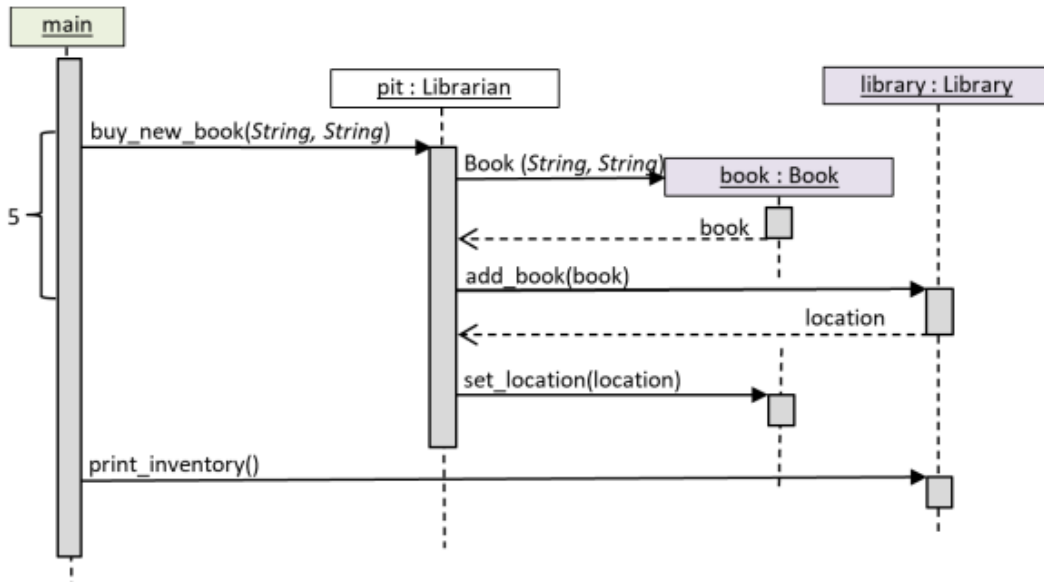 main
pit : Librarian
library : Library
buy_new_book(String, String)
Book (String, String)
book : Book
5
book
add_book(book)
location
set_location(location)
print_inventory()